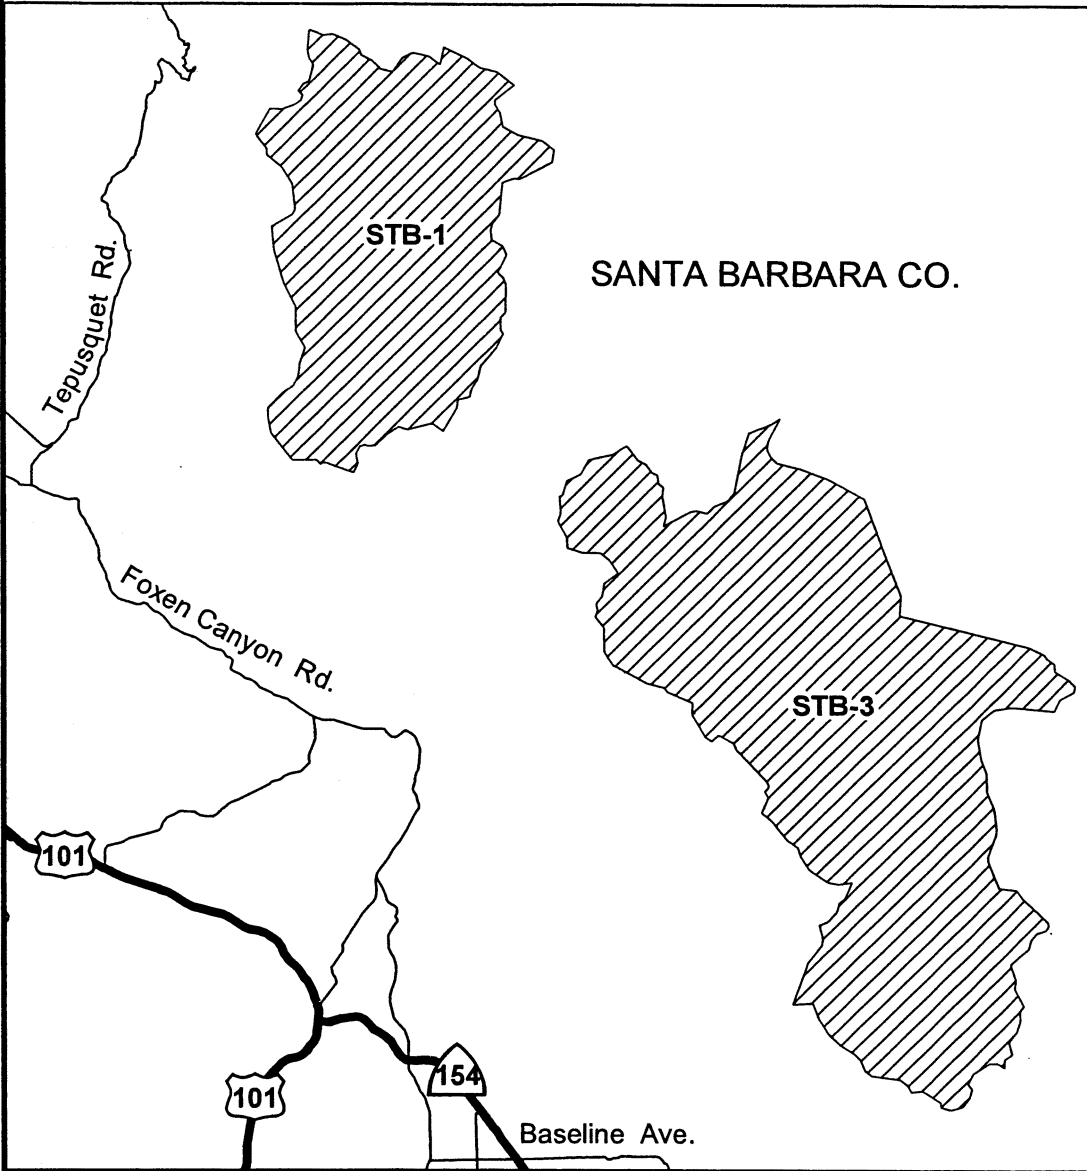 STB-1
SANTA BARBARA CO.
Tepusquet Rd.
Foxen Canyon Rd.
STB-3
101
101
154
Baseline Ave.